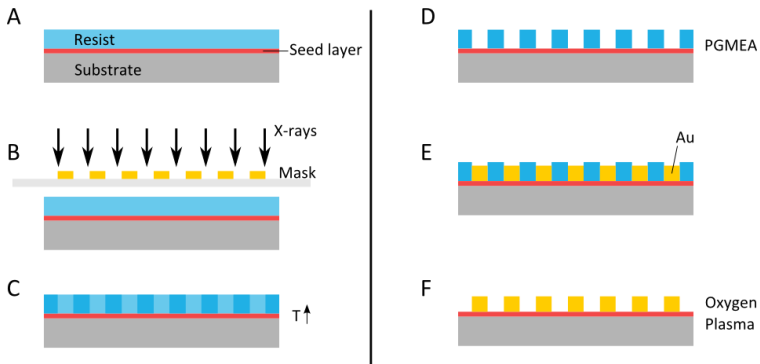 A
Resist
Seed layer
Substrate
B
X-rays
Mask
C
T
D
PGMEA
E
Au
F
Oxygen
Plasma